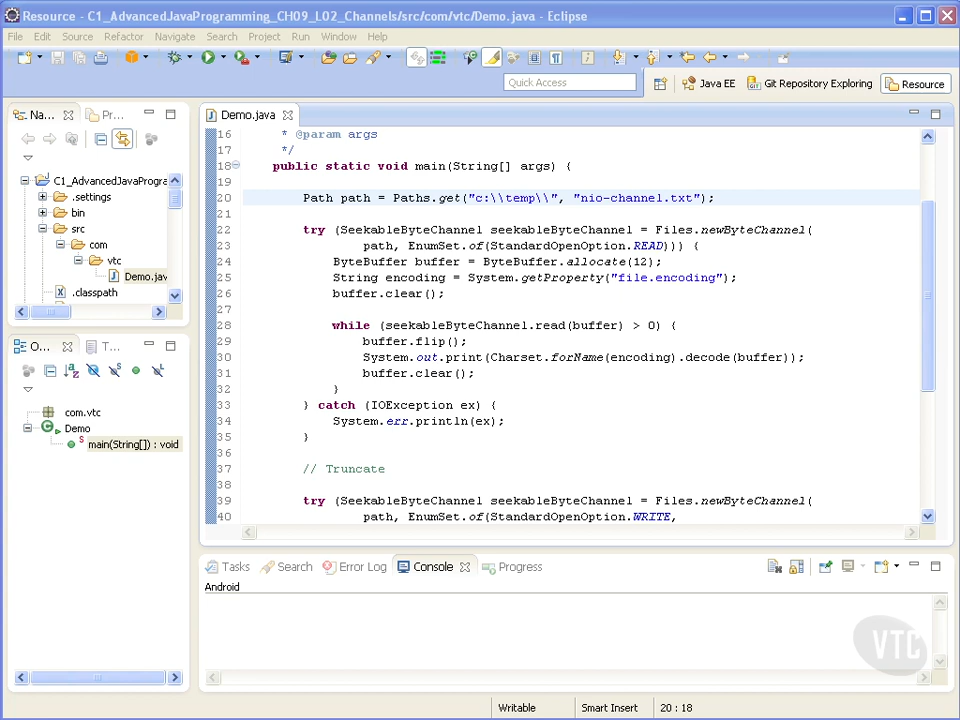 Resource - C1_AdvancedJavaProgramming_CH09_L02_Channels/src/com/vtc/Demo.java - Eclipse
File Edit Source Refactor Navigate Search Project Run Window Help
Quick Access
Java EE
Git Repository Exploring
Resource
Na...
Pr...
C1_AdvancedJavaProgra
.settings
bin
src
com
vtc
Demo.jav
.classpath
O...
T...
com.vtc
Demo
main(String[]) : void
Demo.java
16 * @param args
17 */
18 public static void main(String[] args) {
19
20 Path path = Paths.get("c:\\temp\\", "nio-channel.txt");
21
22 try (SeekableByteChannel seekableByteChannel = Files.newByteChannel(
23 path, EnumSet.of(StandardOpenOption.READ))) {
24 ByteBuffer buffer = ByteBuffer.allocate(12);
25 String encoding = System.getProperty("file.encoding");
26 buffer.clear();
27
28 while (seekableByteChannel.read(buffer) > 0) {
29 buffer.flip();
30 System.out.print(Charset.forName(encoding).decode(buffer));
31 buffer.clear();
32 }
33 } catch (IOException ex) {
34 System.err.println(ex);
35 }
36
37 // Truncate
38
39 try (SeekableByteChannel seekableByteChannel = Files.newByteChannel(
40 path, EnumSet.of(StandardOpenOption.WRITE,
Tasks Search Error Log Console Progress
Android
VTC
Writable Smart Insert 20 : 18